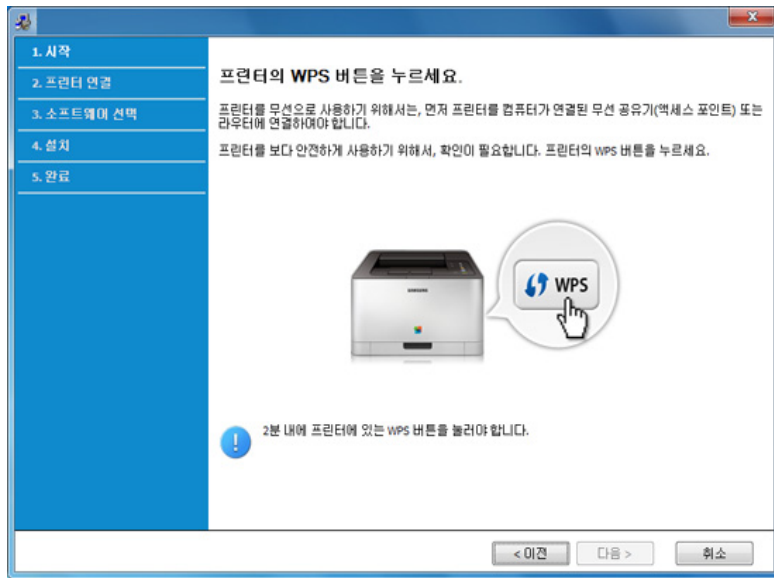 1. 시작
2. 프린터 연결
3. 소프트웨어 선택
4. 설치
5. 완료
프린터의 WPS 버튼을 누르세요.
프린터를 무선으로 사용하기 위해서는, 먼저 프린터를 컴퓨터가 연결된 무선 공유기(액세스 포인트) 또는
라우터에 연결하여야 합니다.
프린터를 보다 안전하게 사용하기 위해서, 확인이 필요합니다. 프린터의 WPS 버튼을 누르세요.
SAMSUNG
WPS
2분 내에 프린터에 있는 WPS 버튼을 눌러야 합니다.
< 이전
다음 >
취소